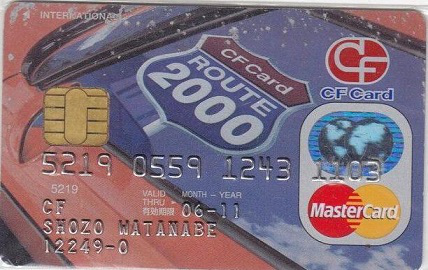 INTERNATIONAL
CF Card
ROUTE
2000
CF
CF Card
5219 0559 1243 1103
5219
VALID MONTH - YEAR
THRU
有効期限 06-11
CF
SHOZO WATANABE
12249-0
MasterCard